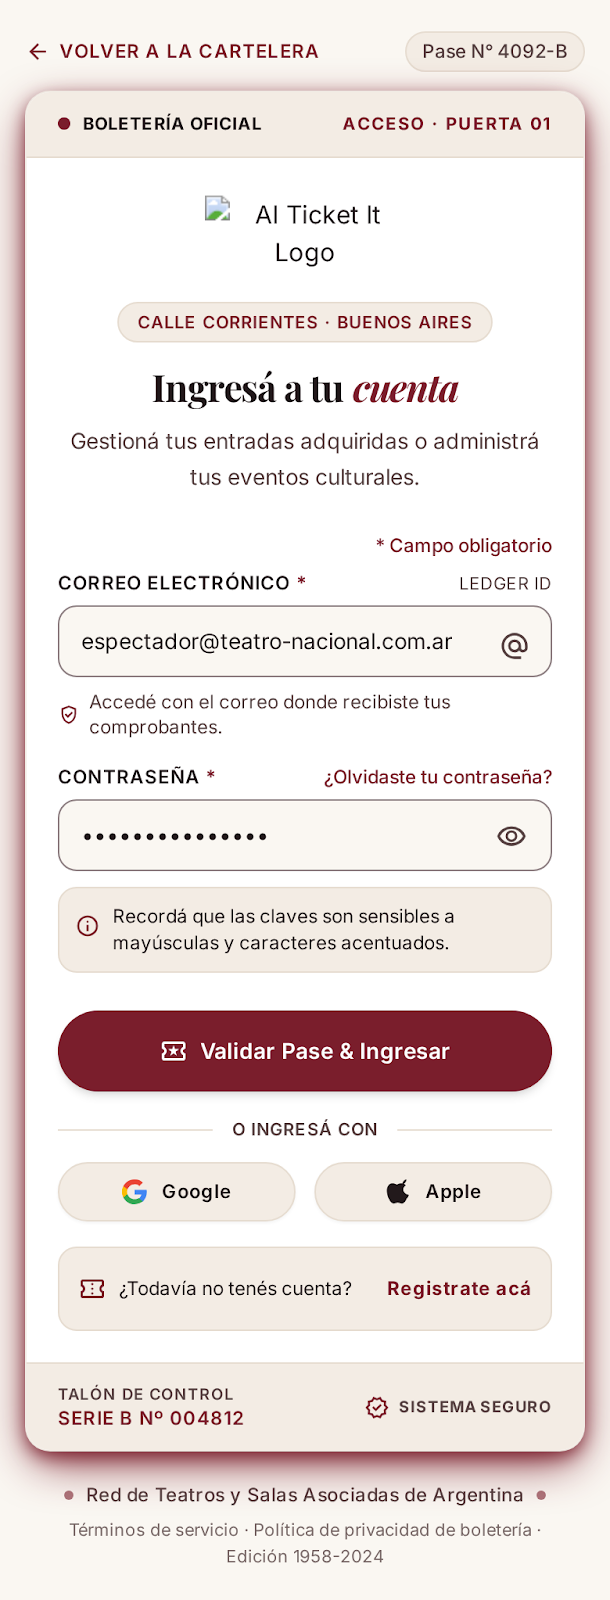 VOLVER A LA CARTELERA
Pase N° 4092-B
BOLETERÍA OFICIAL
ACCESO · PUERTA 01
AI Ticket It
Logo
CALLE CORRIENTES · BUENOS AIRES
Ingresá a tu cuenta
Gestioná tus entradas adquiridas o administrá
tus eventos culturales.
* Campo obligatorio
CORREO ELECTRÓNICO *
LEDGER ID
espectador@teatro-nacional.com.ar
Accedé con el correo donde recibiste tus
comprobantes.
CONTRASEÑA *
¿Olvidaste tu contraseña?
•••••••••••••••
Recordá que las claves son sensibles a
mayúsculas y caracteres acentuados.
Validar Pase & Ingresar
O INGRESÁ CON
Google
Apple
¿Todavía no tenés cuenta?
Registrate acá
TALÓN DE CONTROL
SERIE B Nº 004812
SISTEMA SEGURO
Red de Teatros y Salas Asociadas de Argentina
Términos de servicio · Política de privacidad de boletería ·
Edición 1958-2024